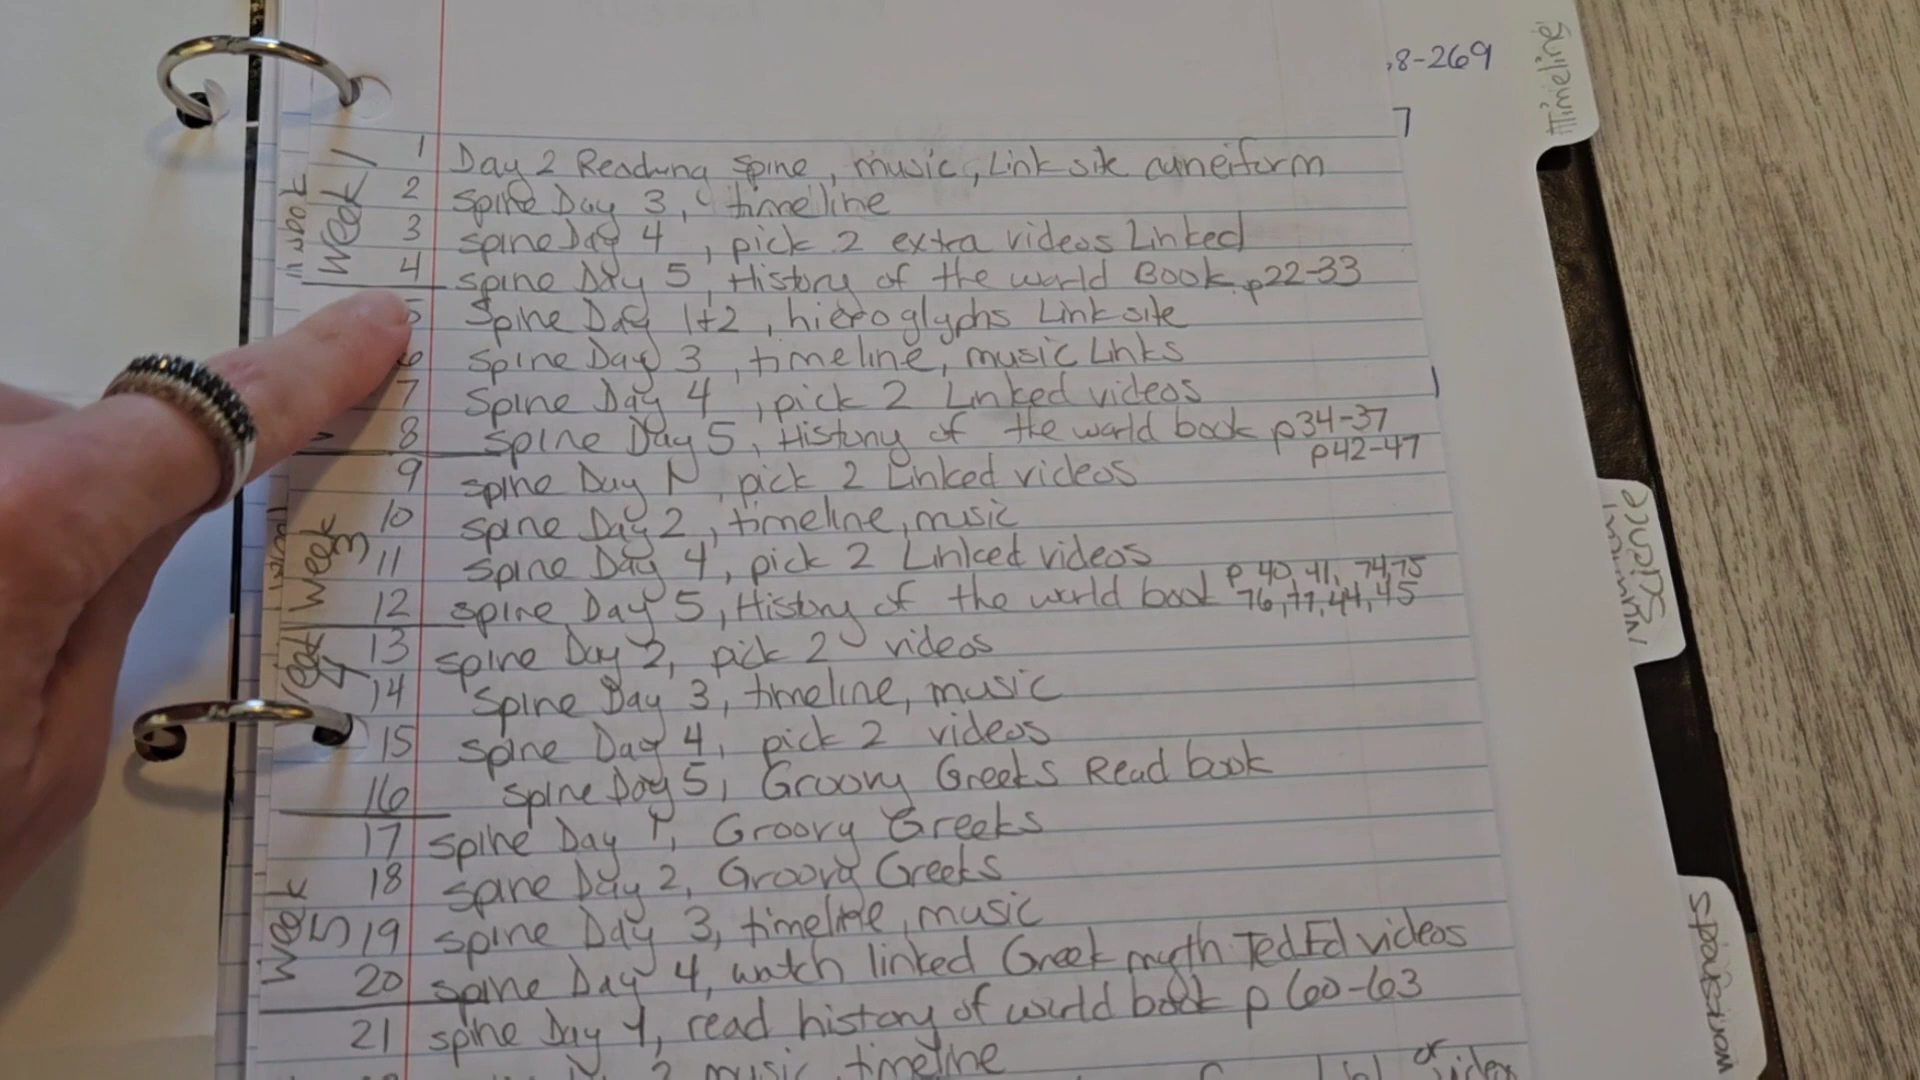 ,8-269
#Timeline
7
in book
Week 1
1 Day 2 Reading Spine, music, Link site cuneiform
2 Spine Day 3, timeline
3 Spine Day 4, pick 2 extra videos Linked
4 Spine Day 5, History of the world Book p22-33
5 Spine Day 1+2, hieroglyphs Link site
6 Spine Day 3, timeline, music Links
7 Spine Day 4, pick 2 Linked videos
8 Spine Day 5, History of the world book p34-37
p42-47
Week 3
9 Spine Day 1, pick 2 Linked videos
10 Spine Day 2, timeline, music
11 Spine Day 4, pick 2 Linked videos
12 Spine Day 5, History of the world book p 40, 41, 74,75
76,77,44,45
Week 4
13 Spine Day 2, pick 2 videos
14 Spine Day 3, timeline, music
15 Spine Day 4, pick 2 videos
16 Spine Day 5, Groovy Greeks Read book
Week 5
17 Spine Day 1, Groovy Greeks
18 Spine Day 2, Groovy Greeks
19 Spine Day 3, timeline, music
20 Spine Day 4, watch linked Greek myth TedEd videos
21 Spine Day 1, read history of world book p 60-63
2 music, timeline
or
videos
Science